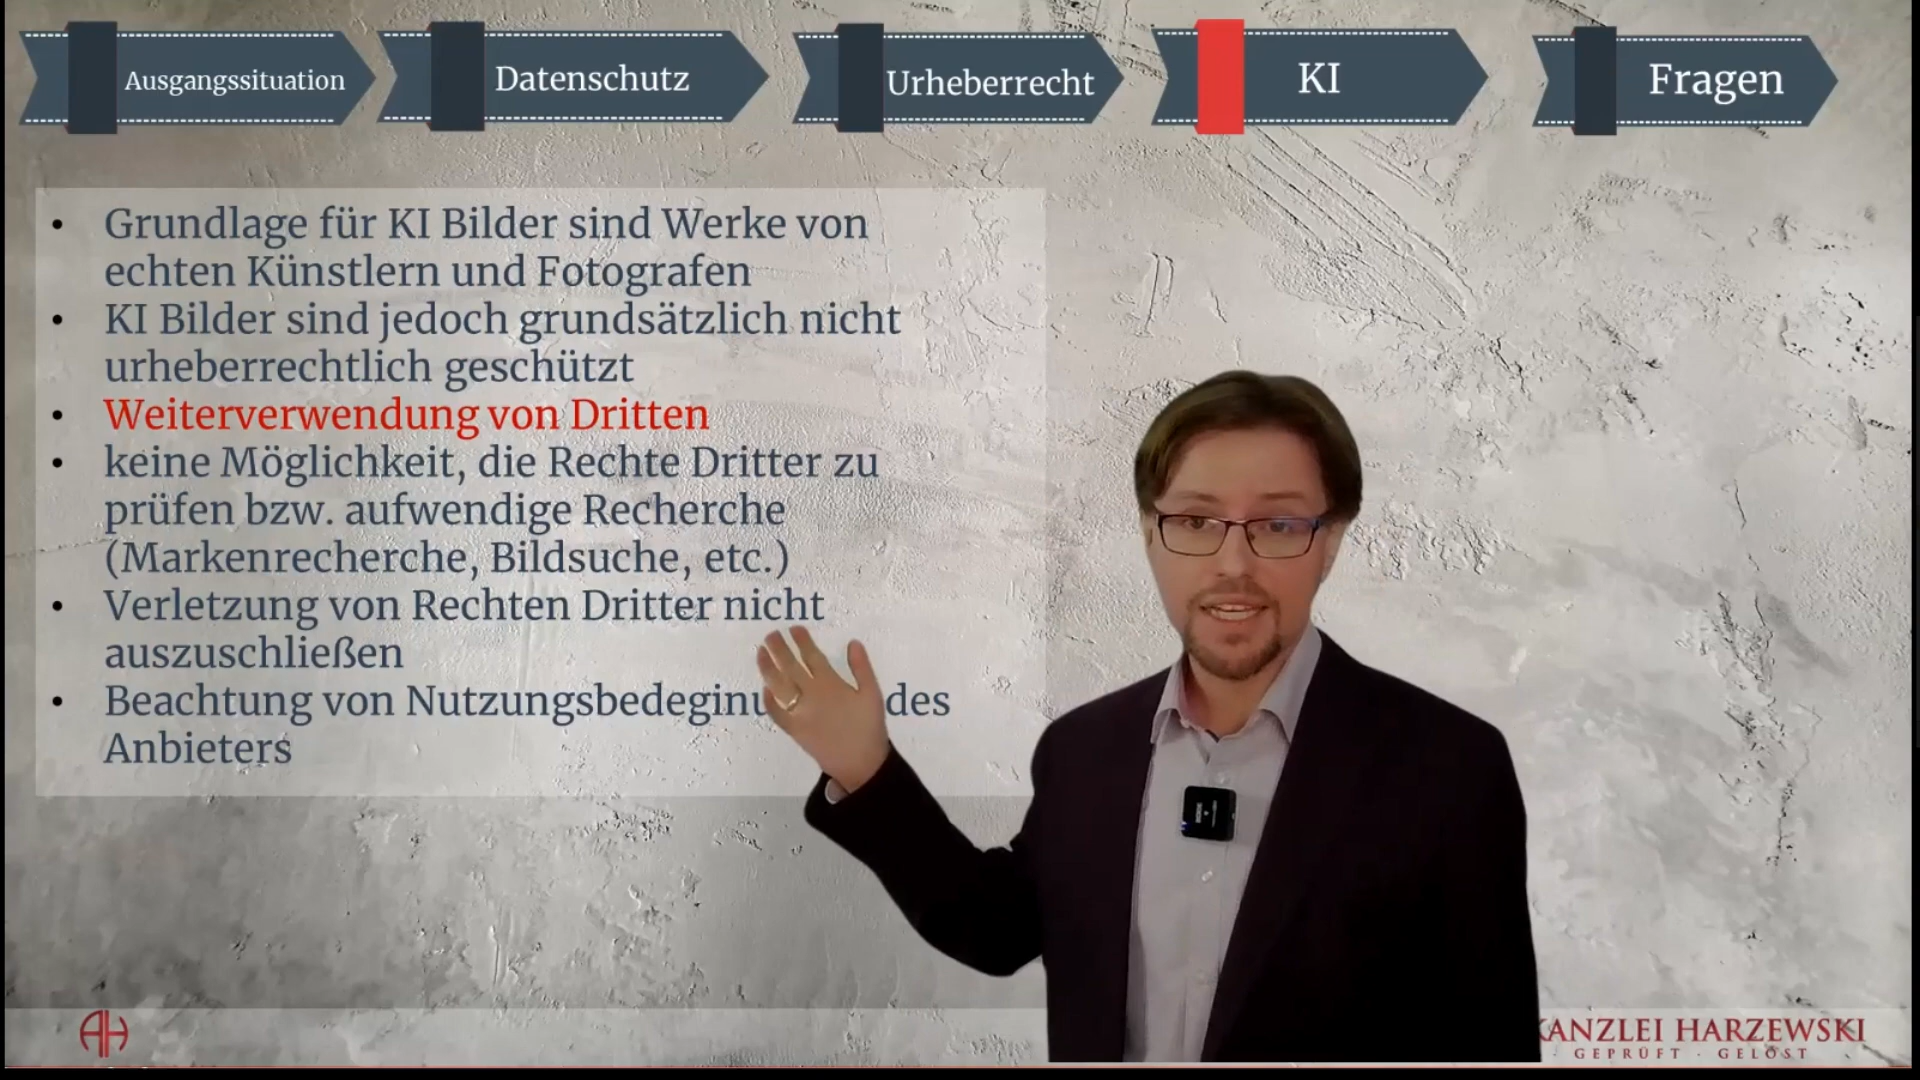 Ausgangssituation
Datenschutz
Urheberrecht
KI
Fragen
• Grundlage für KI Bilder sind Werke von
echten Künstlern und Fotografen
• KI Bilder sind jedoch grundsätzlich nicht
urheberrechtlich geschützt
• Weiterverwendung von Dritten
• keine Möglichkeit, die Rechte Dritter zu
prüfen bzw. aufwendige Recherche
(Markenrecherche, Bildsuche, etc.)
• Verletzung von Rechten Dritter nicht
auszuschließen
• Beachtung von des
Anbieters
AH
KANZLEI HARZEWSKI
GEPRÜFT · GELÖST